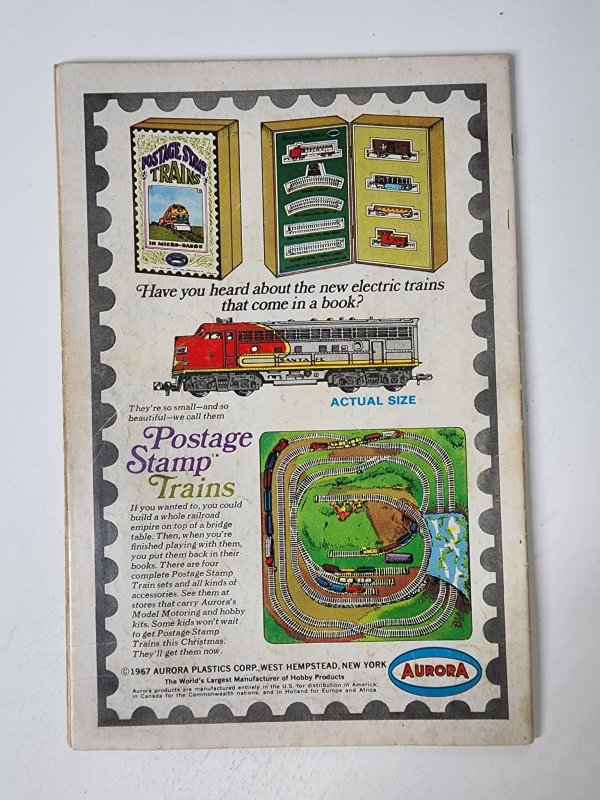 POSTAGE STAMP
TRAINS
IN MICRO-GAUGE
Have you heard about the new electric trains
that come in a book?
SANTA FE
ACTUAL SIZE
They're so small—and so
beautiful—we call them
Postage
Stamp™
Trains
If you wanted to, you could
build a whole railroad
empire on top of a bridge
table. Then, when you're
finished playing with them,
you put them back in their
books. There are four
complete Postage Stamp
Train sets and all kinds of
accessories. See them at
stores that carry Aurora's
Model Motoring and hobby
kits. Some kids won't wait
to get Postage Stamp
Trains this Christmas.
They'll get them now.
©1967 AURORA PLASTICS CORP., WEST HEMPSTEAD, NEW YORK
The World's Largest Manufacturer of Hobby Products
Aurora products are manufactured entirely in the U.S. for distribution in America;
in Canada for the Commonwealth nations; and in Holland for Europe and Africa.
AURORA